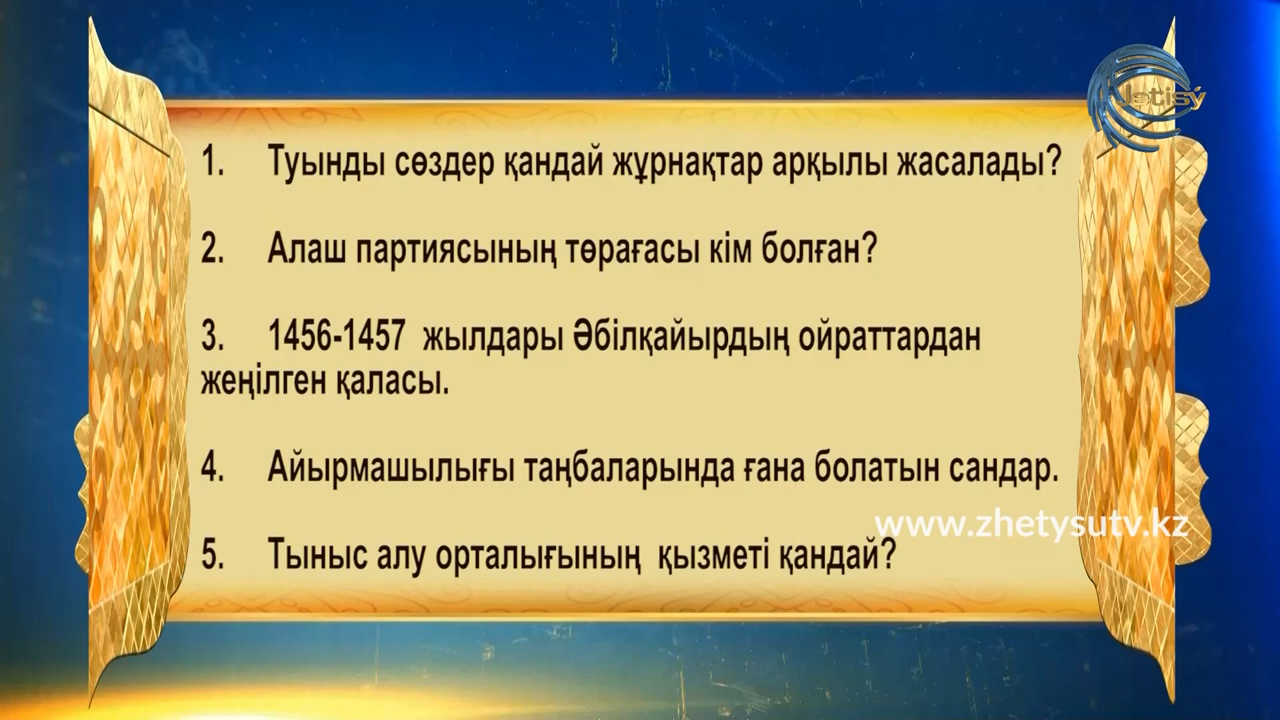 Jetisý
1. Туынды сөздер қандай жұрнақтар арқылы жасалады?
2. Алаш партиясының төрағасы кім болған?
3. 1456-1457 жылдары Әбілқайырдың ойраттардан
жеңілген қаласы.
4. Айырмашылығы таңбаларында ғана болатын сандар.
www.zhetysutv.kz
5. Тыныс алу орталығының қызметі қандай?